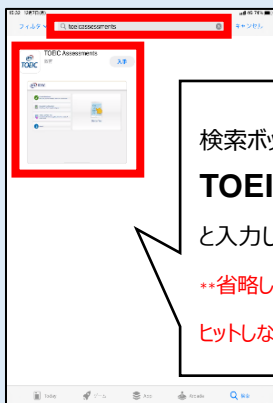 フィルタ
toeicassessments
キャンセル
TOEIC Assessments
入手
TOEIC
検索ボッ
TOEI
と入力し
**省略し
ヒットしな
Today
ゲーム
App
Arcade
検索